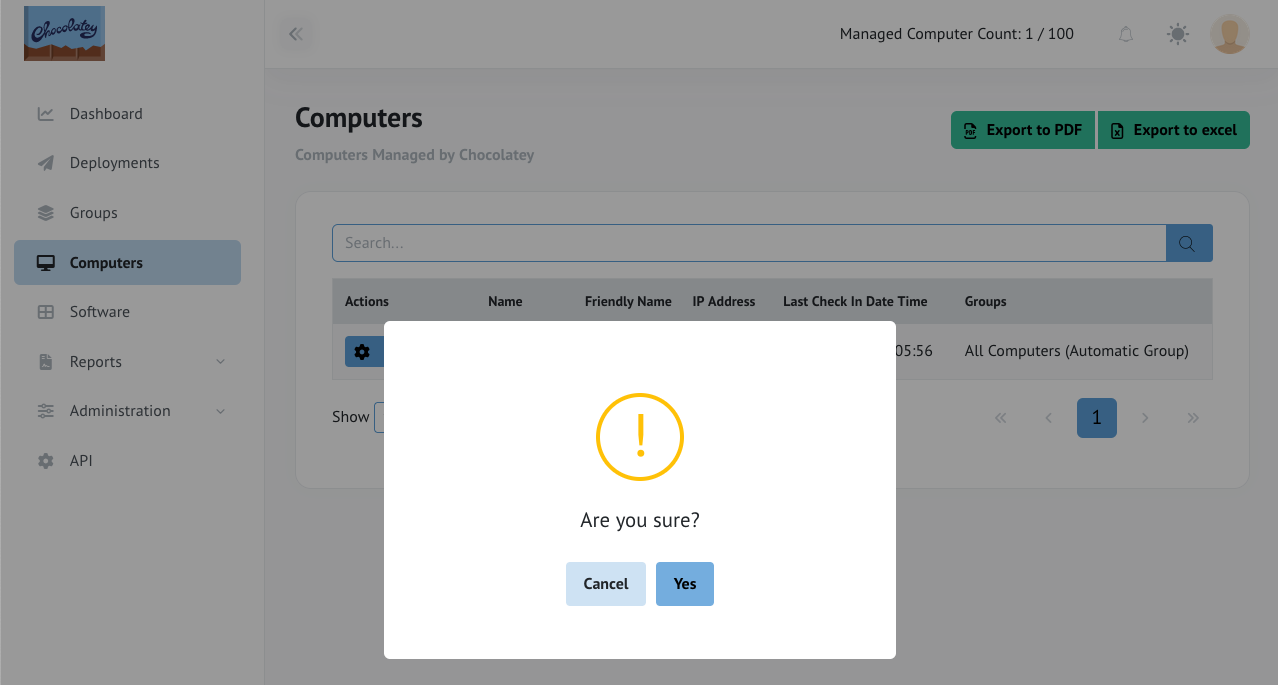 Chocolatey
Managed Computer Count: 1 / 100
Dashboard
Deployments
Groups
Computers
Software
Reports
Administration
API
Computers
Computers Managed by Chocolatey
PDF
Export to PDF
Export to excel
Search...
Actions Name Friendly Name IP Address Last Check In Date Time Groups
05:56 All Computers (Automatic Group)
Show
1
!
Are you sure?
Cancel Yes